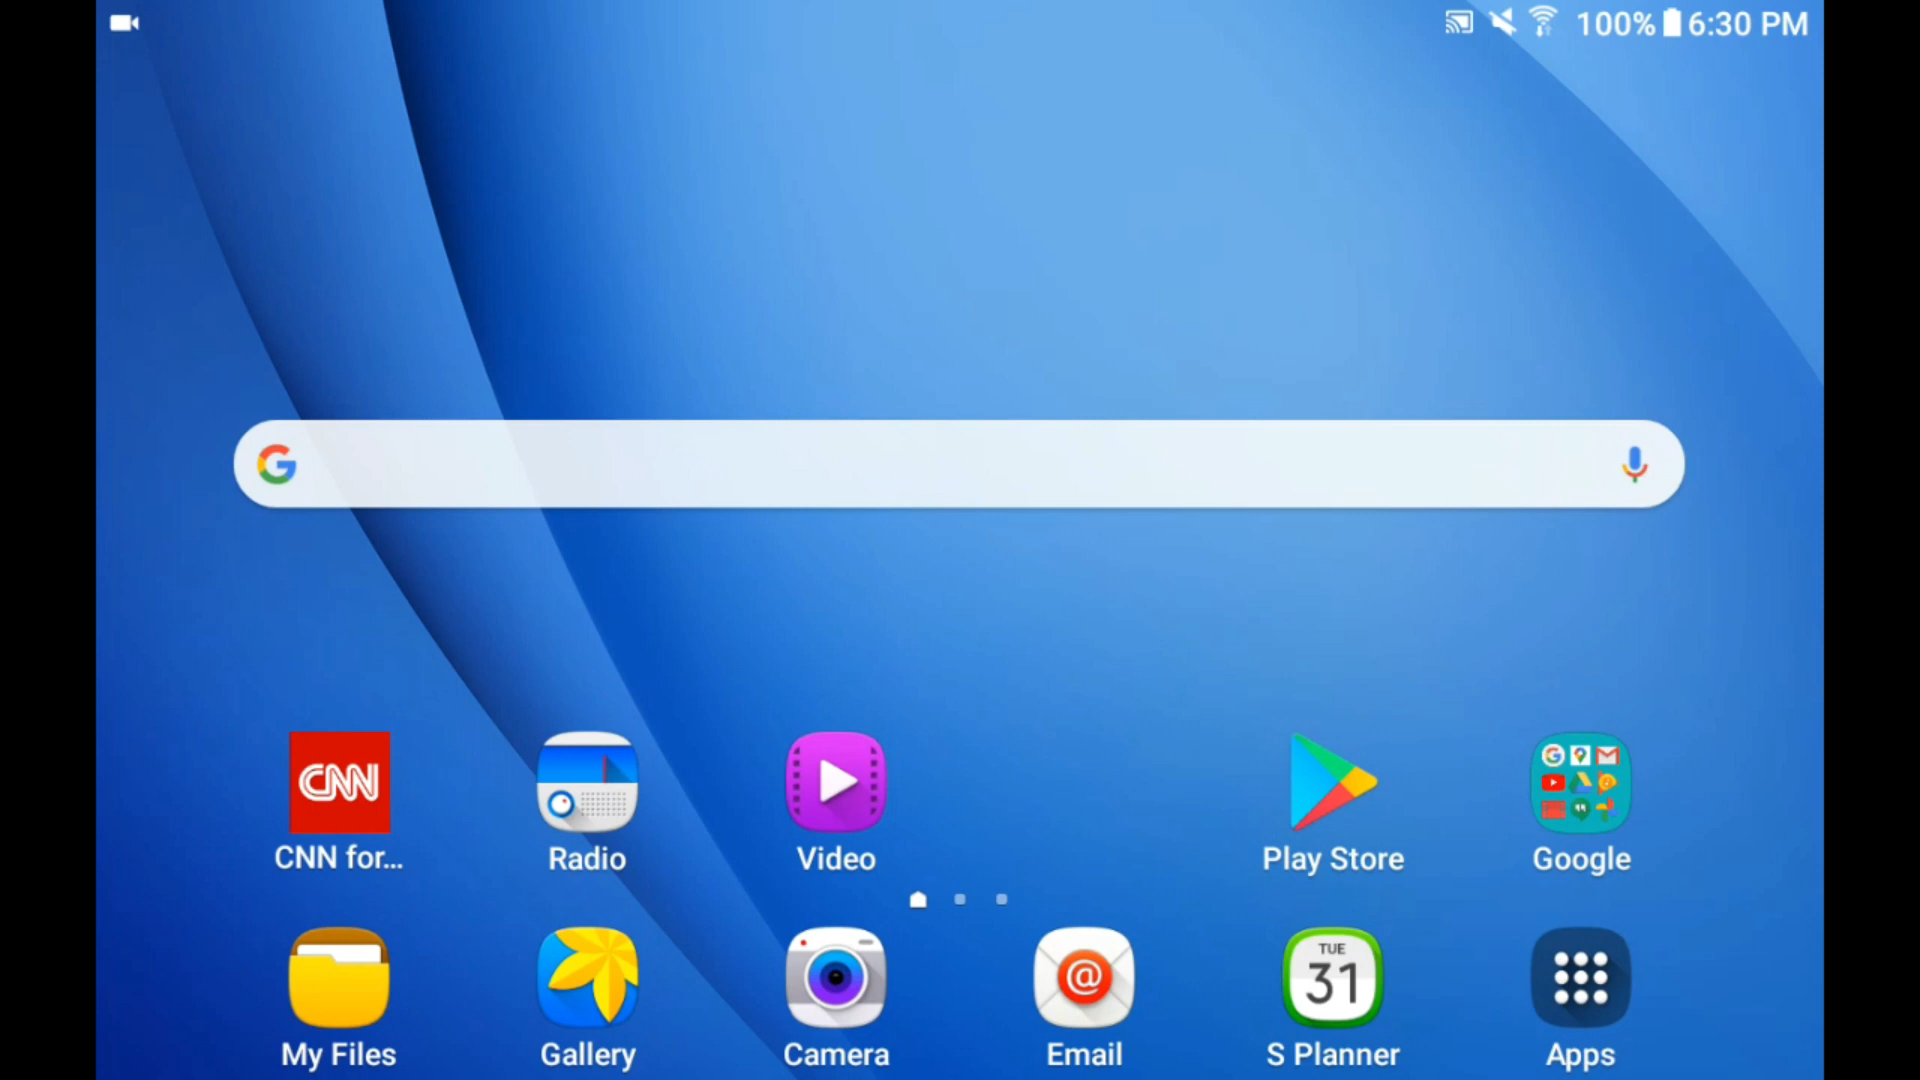 100% 6:30 PM
CNN
CNN for...
Radio
Video
Play Store
Google
TUE
31
@
My Files
Gallery
Camera
Email
S Planner
Apps